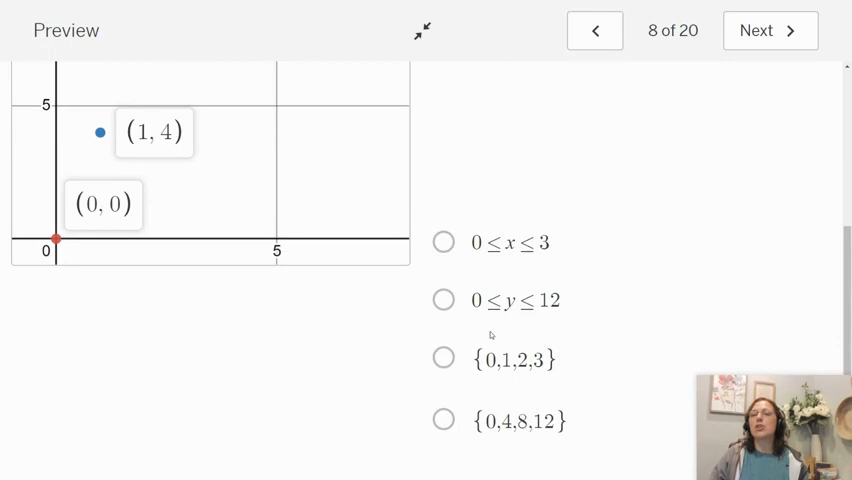 Preview
8 of 20
Next
5
(1, 4)
(0, 0)
0
5
0 ≤ x ≤ 3
0 ≤ y ≤ 12
{0,1,2,3}
{0,4,8,12}